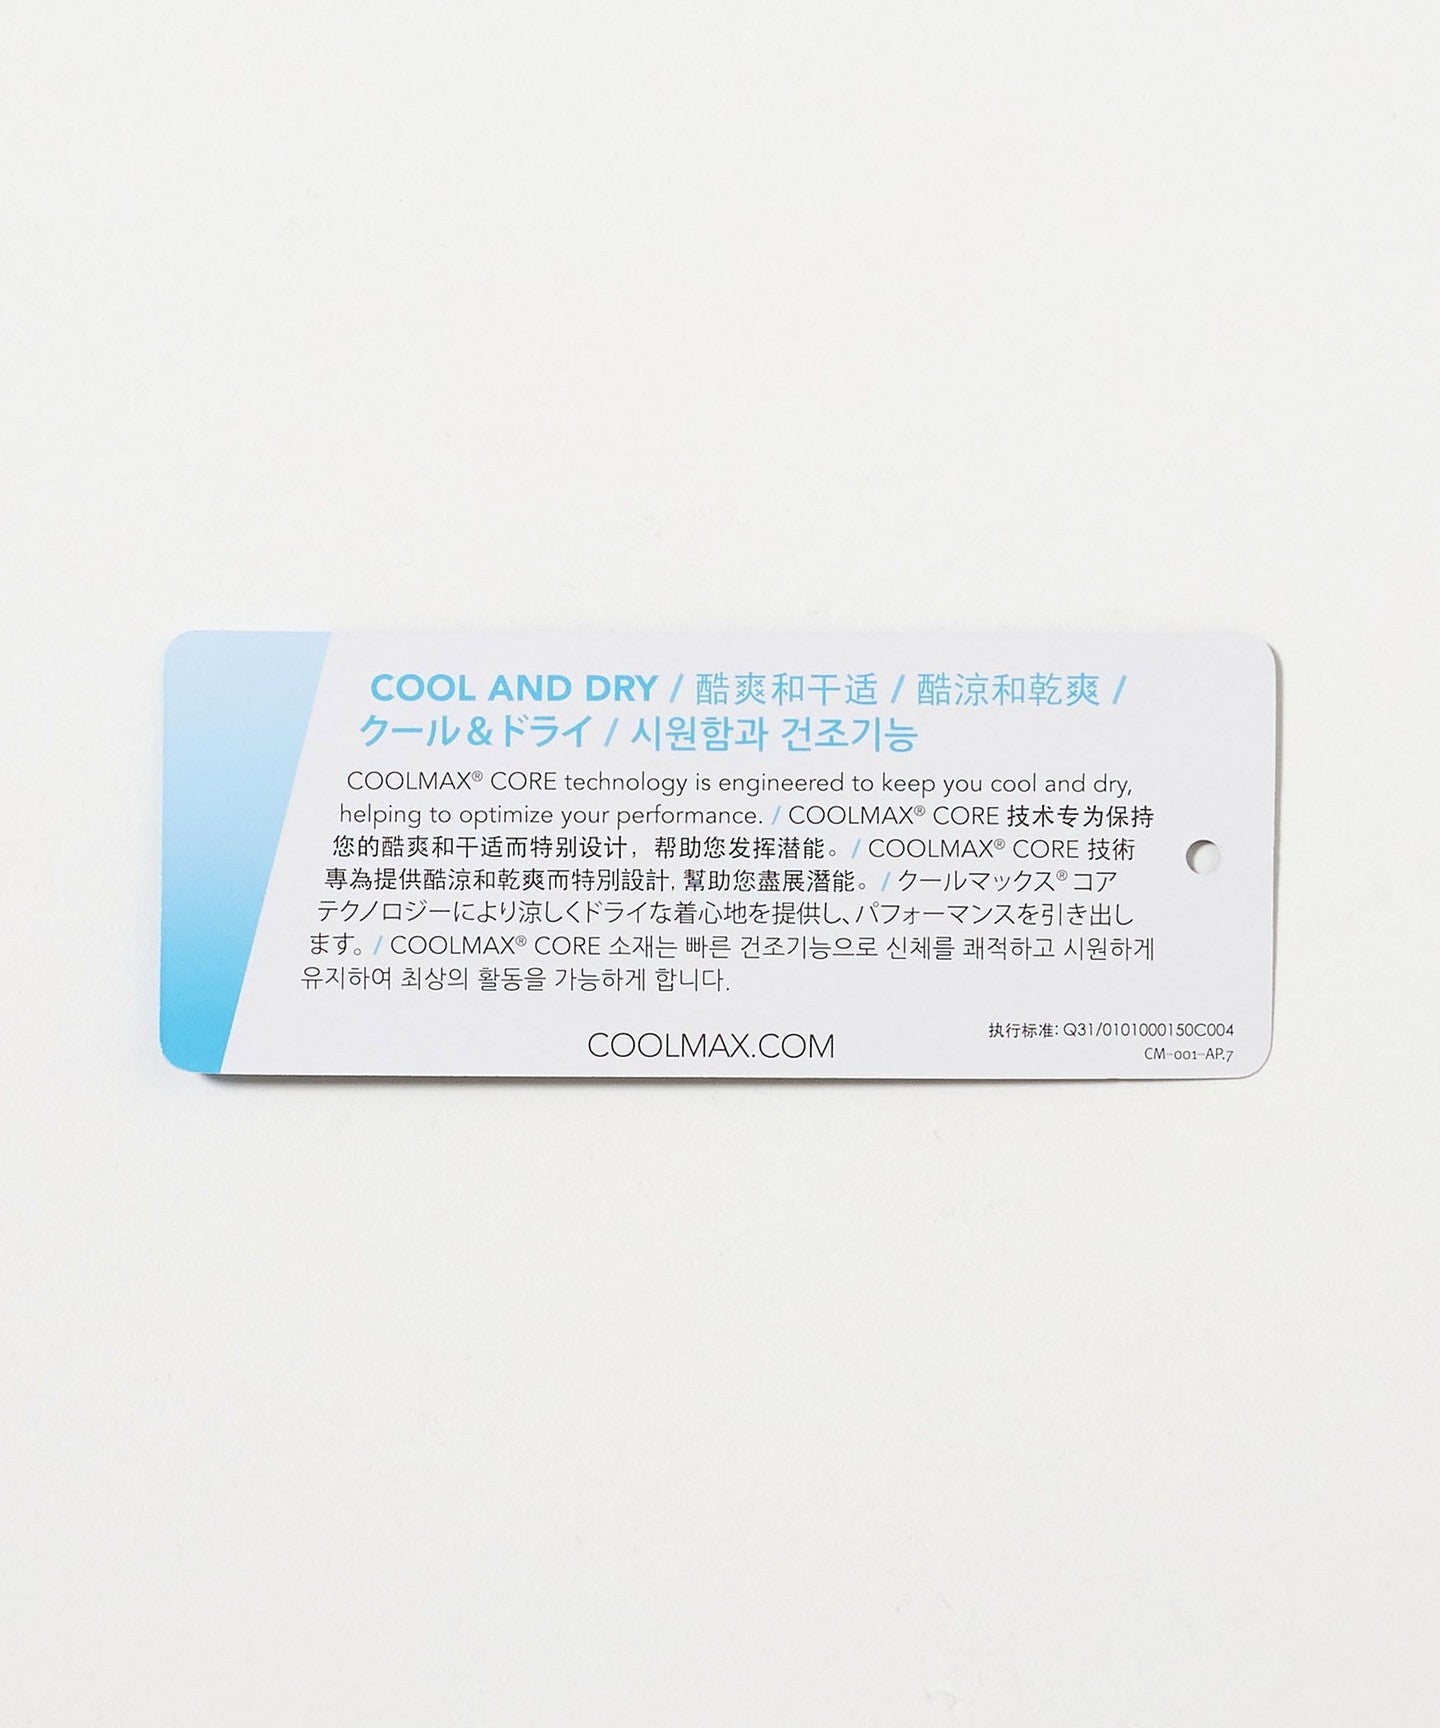 COOL AND DRY / 酷爽和干适 / 酷涼和乾爽 /
クール＆ドライ / 시원함과 건조기능
COOLMAX® CORE technology is engineered to keep you cool and dry,
helping to optimize your performance. / COOLMAX® CORE 技术专为保持
您的酷爽和干适而特别设计，帮助您发挥潜能。/ COOLMAX® CORE 技術
專為提供酷涼和乾爽而特別設計, 幫助您盡展潛能。/ クールマックス® コア
テクノロジーにより涼しくドライな着心地を提供し、パフォーマンスを引き出し
ます。/ COOLMAX® CORE 소재는 빠른 건조기능으로 신체를 쾌적하고 시원하게
유지하여 최상의 활동을 가능하게 합니다.
COOLMAX.COM
执行标准: Q31/0101000150C004
CM-001-AP.7